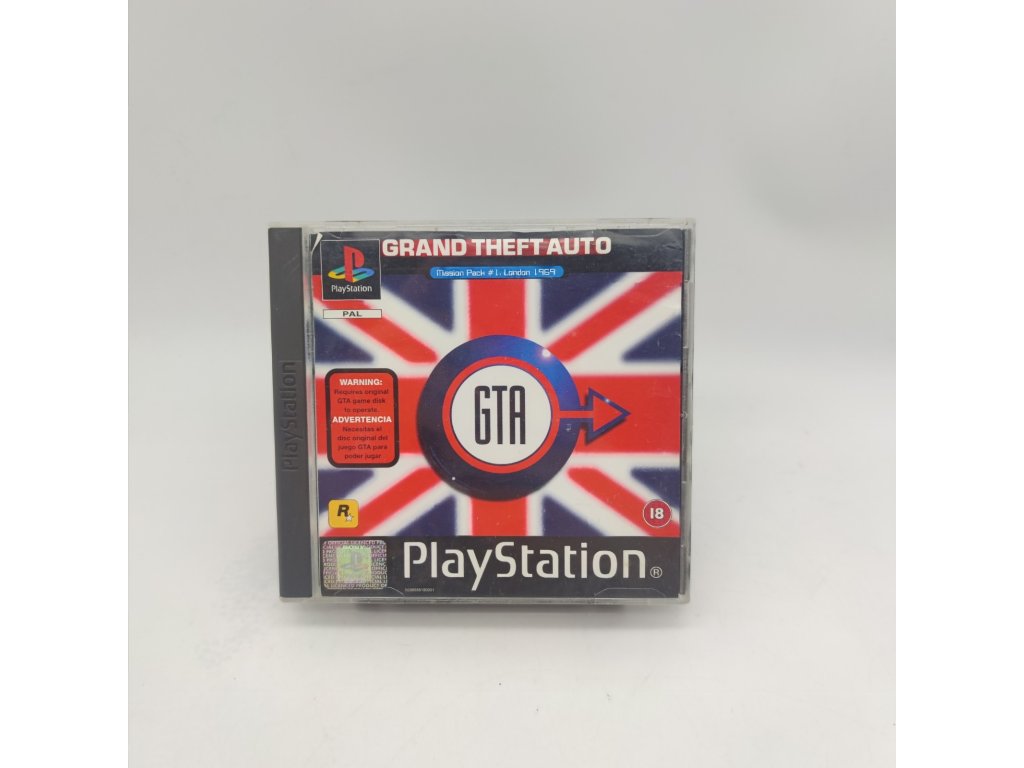 GRAND THEFT AUTO
Mission Pack #1, London 1969
PlayStation
PAL
WARNING:
Requires original
GTA game disk
to operate.
ADVERTENCIA
Necesitas el
disc original del
juego GTA para
poder jugar
GTA
PlayStation
R
18
PlayStation®